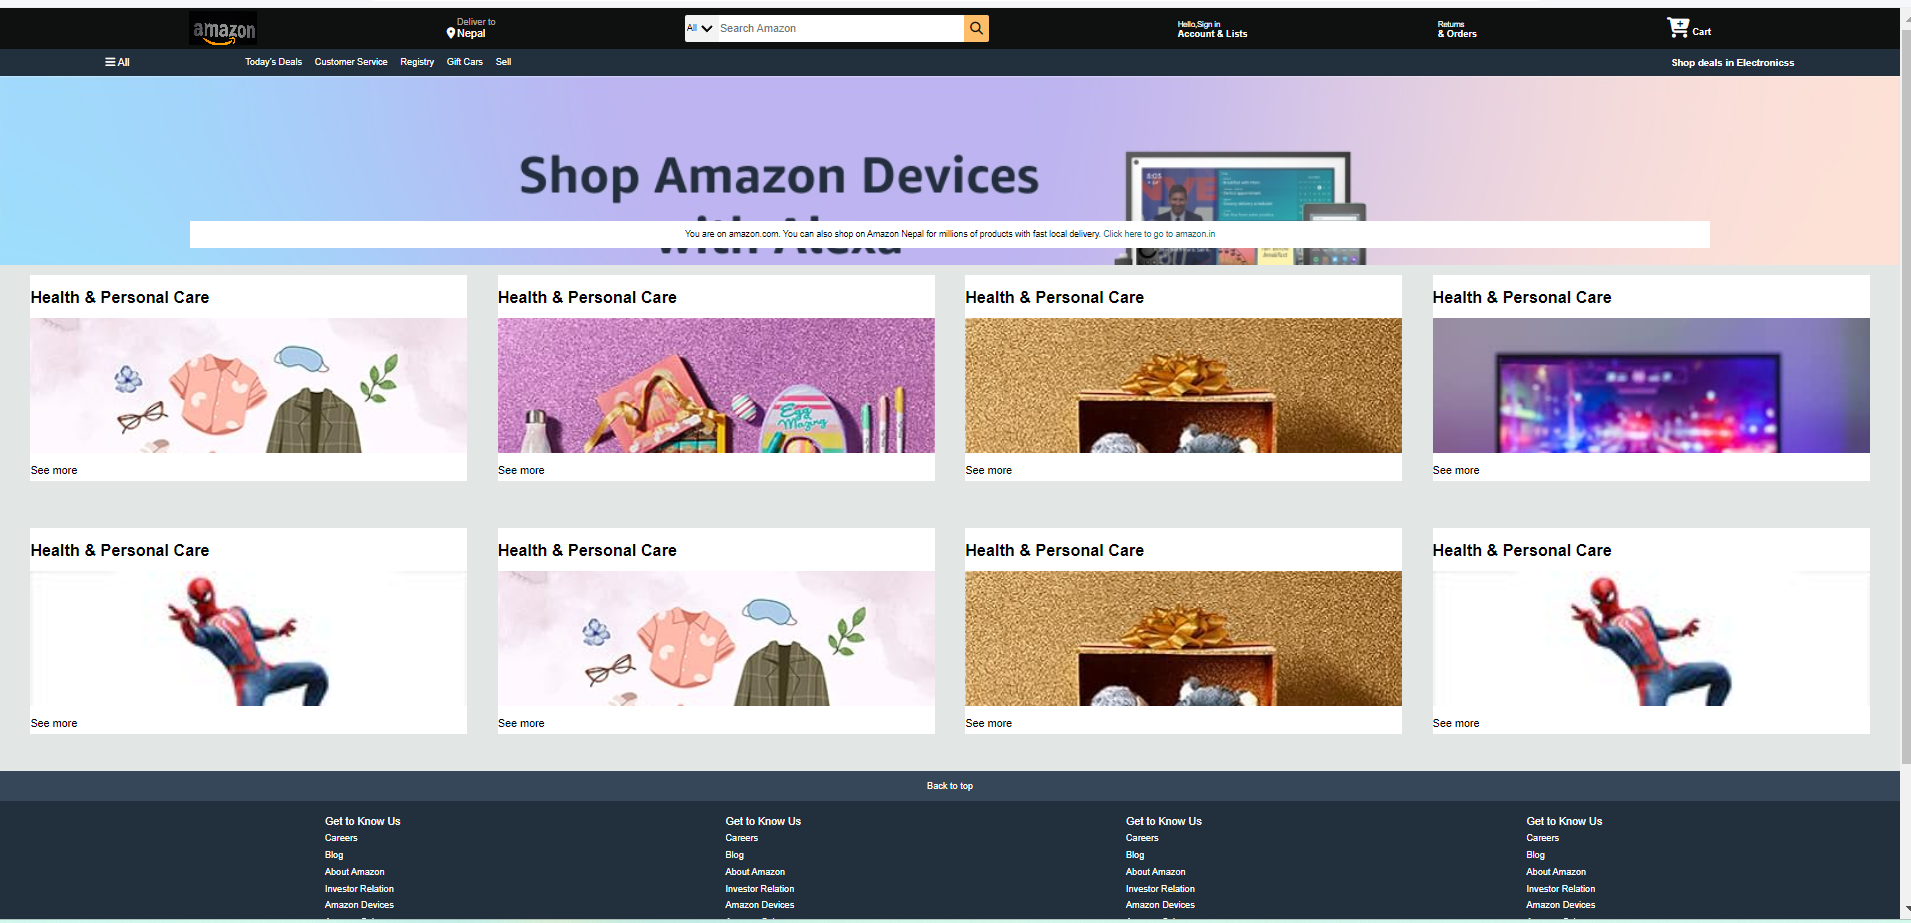 amazon
Deliver to
Nepal
All
Search Amazon
Hello,Sign in
Account & Lists
Returns
& Orders
Cart
All
Today's Deals
Customer Service
Registry
Gift Cars
Sell
Shop deals in Electronicss
Shop Amazon Devices
with Alexa
8:03
You are on amazon.com. You can also shop on Amazon Nepal for millions of products with fast local delivery. Click here to go to amazon.in
Health & Personal Care
Health & Personal Care
Health & Personal Care
Health & Personal Care
Egg
Mazing
See more
See more
See more
See more
Health & Personal Care
Health & Personal Care
Health & Personal Care
Health & Personal Care
See more
See more
See more
See more
Back to top
Get to Know Us
Careers
Blog
About Amazon
Investor Relation
Amazon Devices
Get to Know Us
Careers
Blog
About Amazon
Investor Relation
Amazon Devices
Get to Know Us
Careers
Blog
About Amazon
Investor Relation
Amazon Devices
Get to Know Us
Careers
Blog
About Amazon
Investor Relation
Amazon Devices